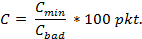 C = C_min / C_bad * 100 pkt.